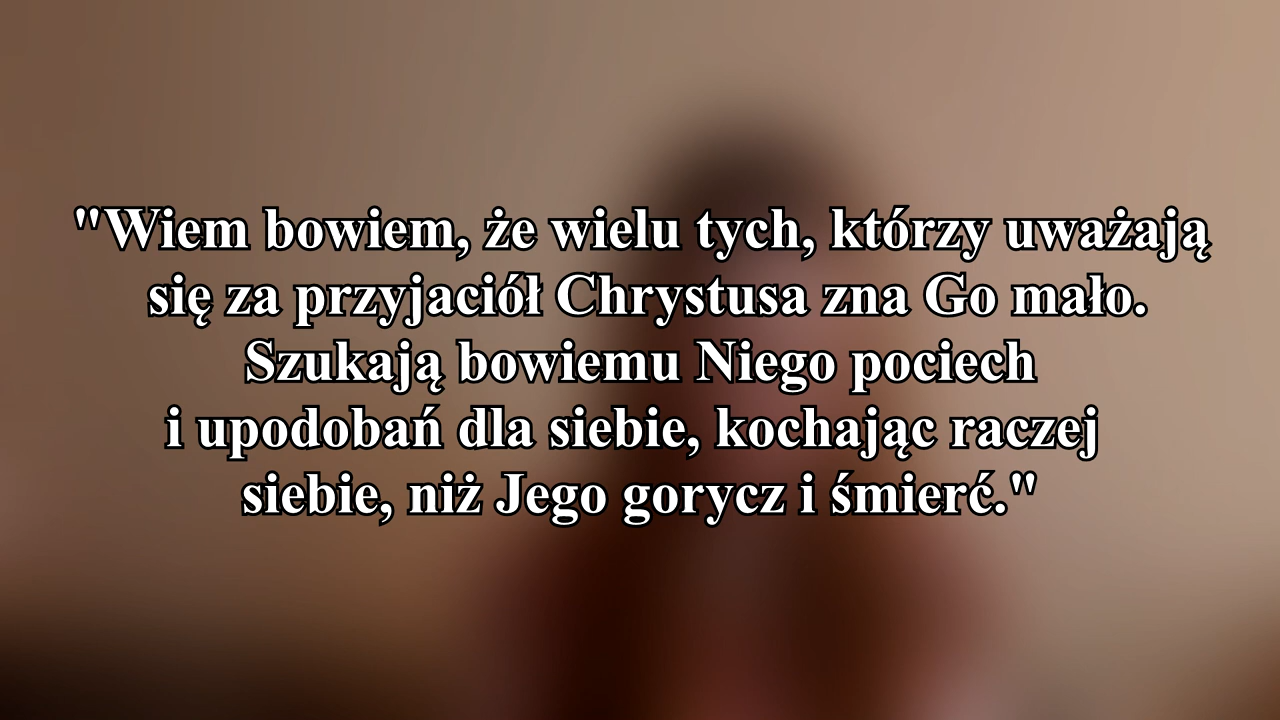 "Wiem bowiem, że wielu tych, którzy uważają
się za przyjaciół Chrystusa zna Go mało.
Szukają bowiemu Niego pociech
i upodobań dla siebie, kochając raczej
siebie, niż Jego gorycz i śmierć."